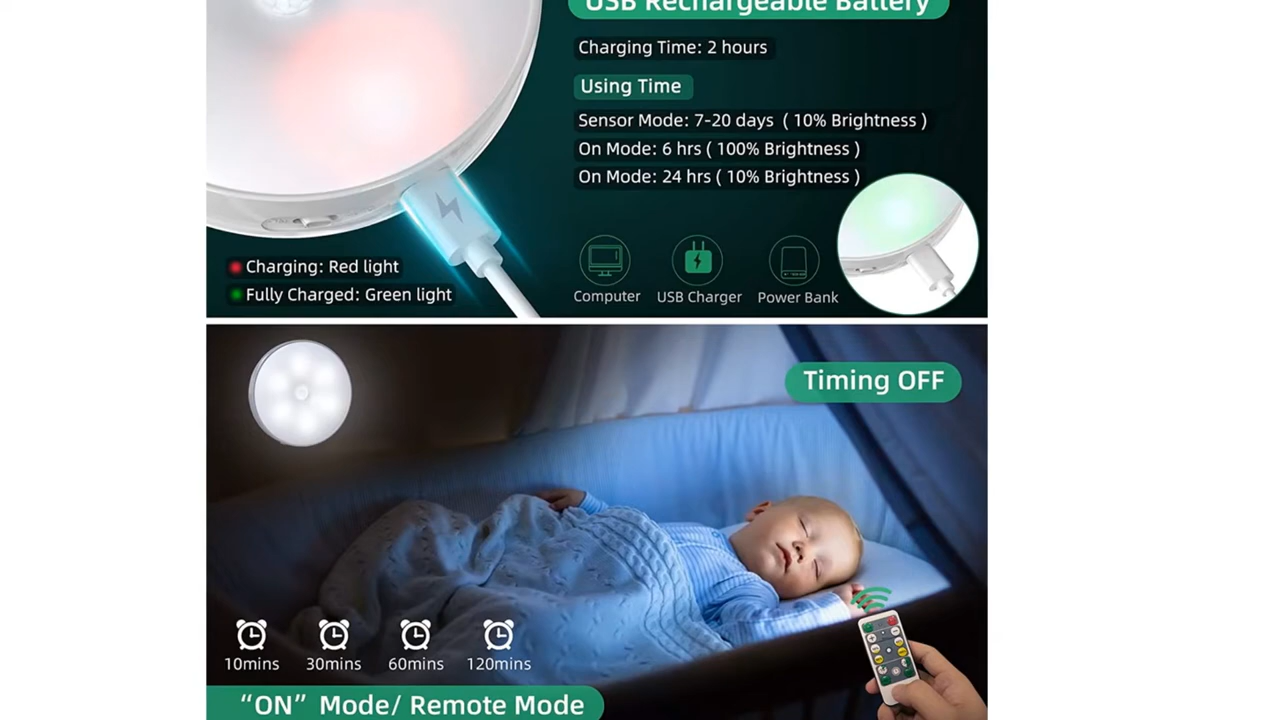 USB Rechargeable Battery
Charging Time: 2 hours
Using Time
Sensor Mode: 7-20 days ( 10% Brightness )
On Mode: 6 hrs ( 100% Brightness )
On Mode: 24 hrs ( 10% Brightness )
Charging: Red light
Fully Charged: Green light
Computer
USB Charger
Power Bank
Timing OFF
10mins
30mins
60mins
120mins
“ON” Mode/ Remote Mode